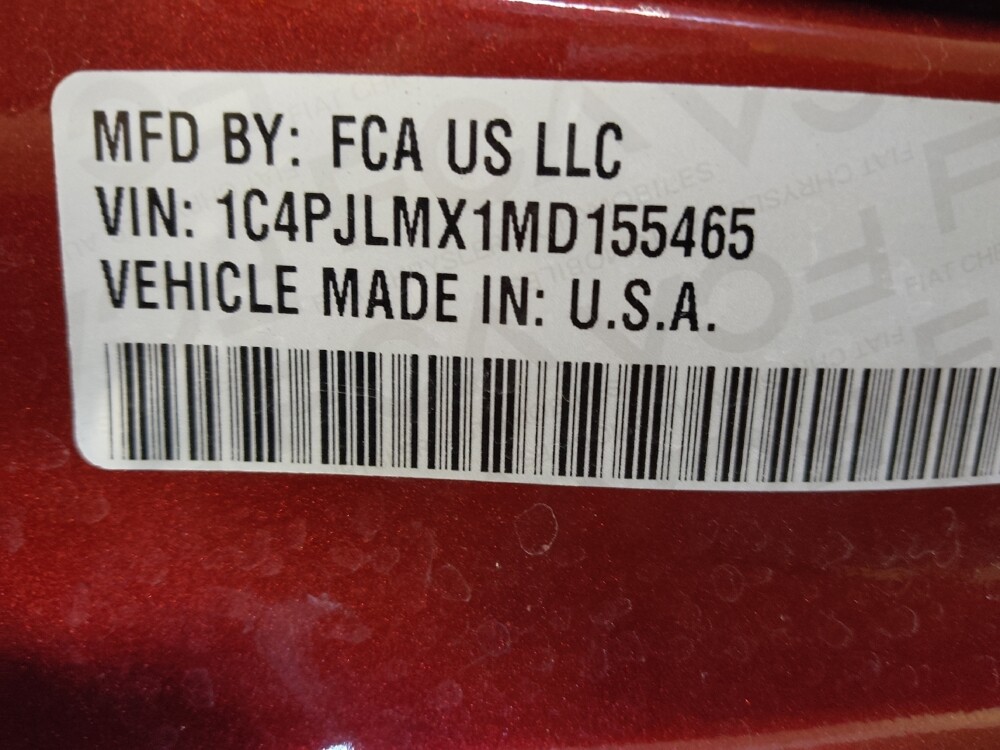 MFD BY: FCA US LLC
VIN: 1C4PJLMX1MD155465
VEHICLE MADE IN: U.S.A.